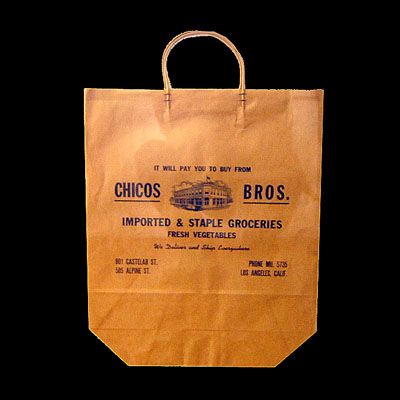 IT WILL PAY YOU TO BUY FROM
CHICOS BROS.
IMPORTED & STAPLE GROCERIES
FRESH VEGETABLES
We Deliver and Ship Everywhere
801 CASTELAR ST.
505 ALPINE ST.
PHONE MU. 5735
LOS ANGELES, CALIF.